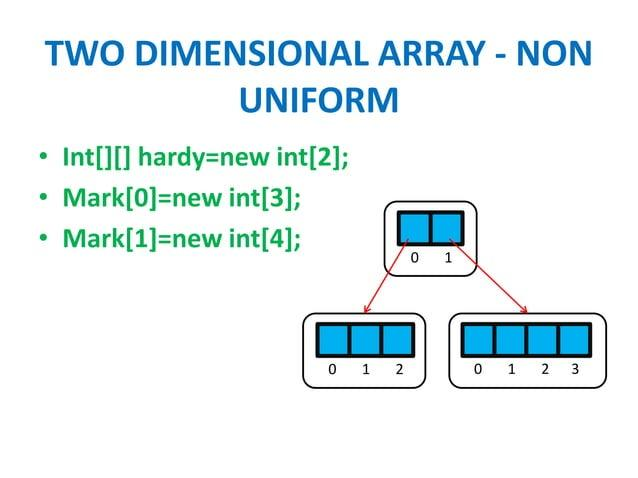 TWO DIMENSIONAL ARRAY - NON
UNIFORM
• Int[][] hardy=new int[2];
• Mark[0]=new int[3];
• Mark[1]=new int[4];
0 1
0 1 2
0 1 2 3